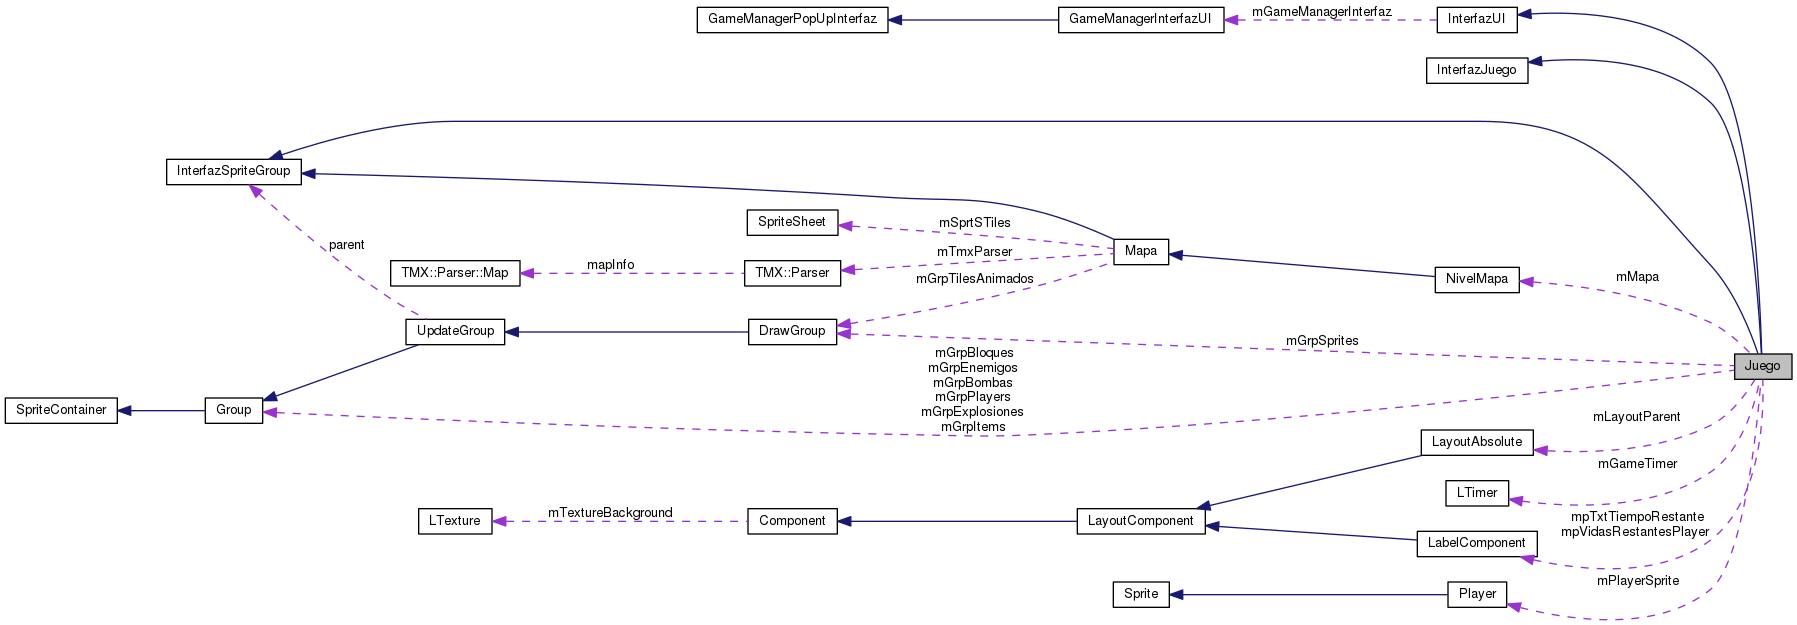 GameManagerPopUpInterfaz
GameManagerInterfazUI
mGameManagerInterfaz
InterfazUI
InterfazJuego
InterfazSpriteGroup
parent
SpriteSheet
mSprtSTiles
Mapa
mTmxParser
TMX::Parser::Map
mapInfo
TMX::Parser
mGrpTilesAnimados
NivelMapa
mMapa
UpdateGroup
DrawGroup
mGrpSprites
Juego
mGrpBloques
mGrpEnemigos
mGrpBombas
mGrpPlayers
mGrpExplosiones
mGrpItems
SpriteContainer
Group
mLayoutParent
LayoutAbsolute
mGameTimer
LTimer
LTexture
mTextureBackground
Component
LayoutComponent
mpTxtTiempoRestante
mpVidasRestantesPlayer
LabelComponent
mPlayerSprite
Sprite
Player